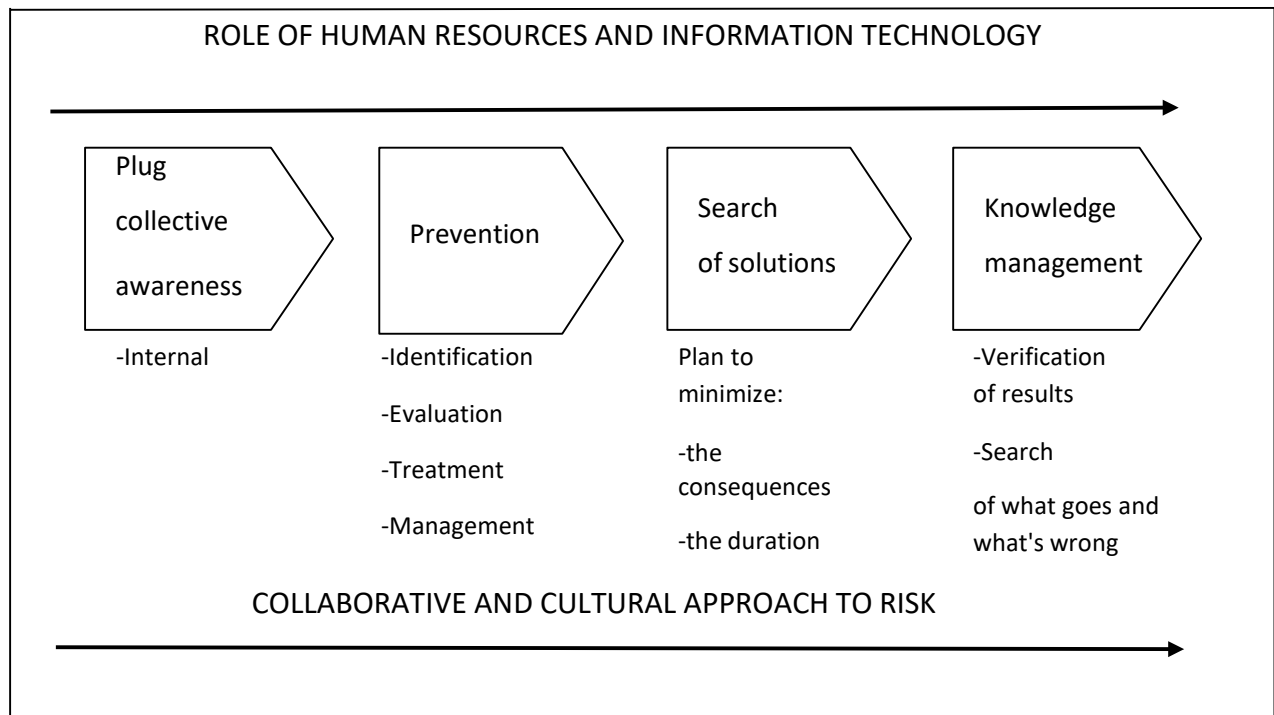 ROLE OF HUMAN RESOURCES AND INFORMATION TECHNOLOGY
Plug
collective
awareness
Prevention
Search
of solutions
Knowledge
management
-Internal
-Identification
-Evaluation
-Treatment
-Management
Plan to
minimize:
-the
consequences
-the duration
-Verification
of results
-Search
of what goes and
what's wrong
COLLABORATIVE AND CULTURAL APPROACH TO RISK